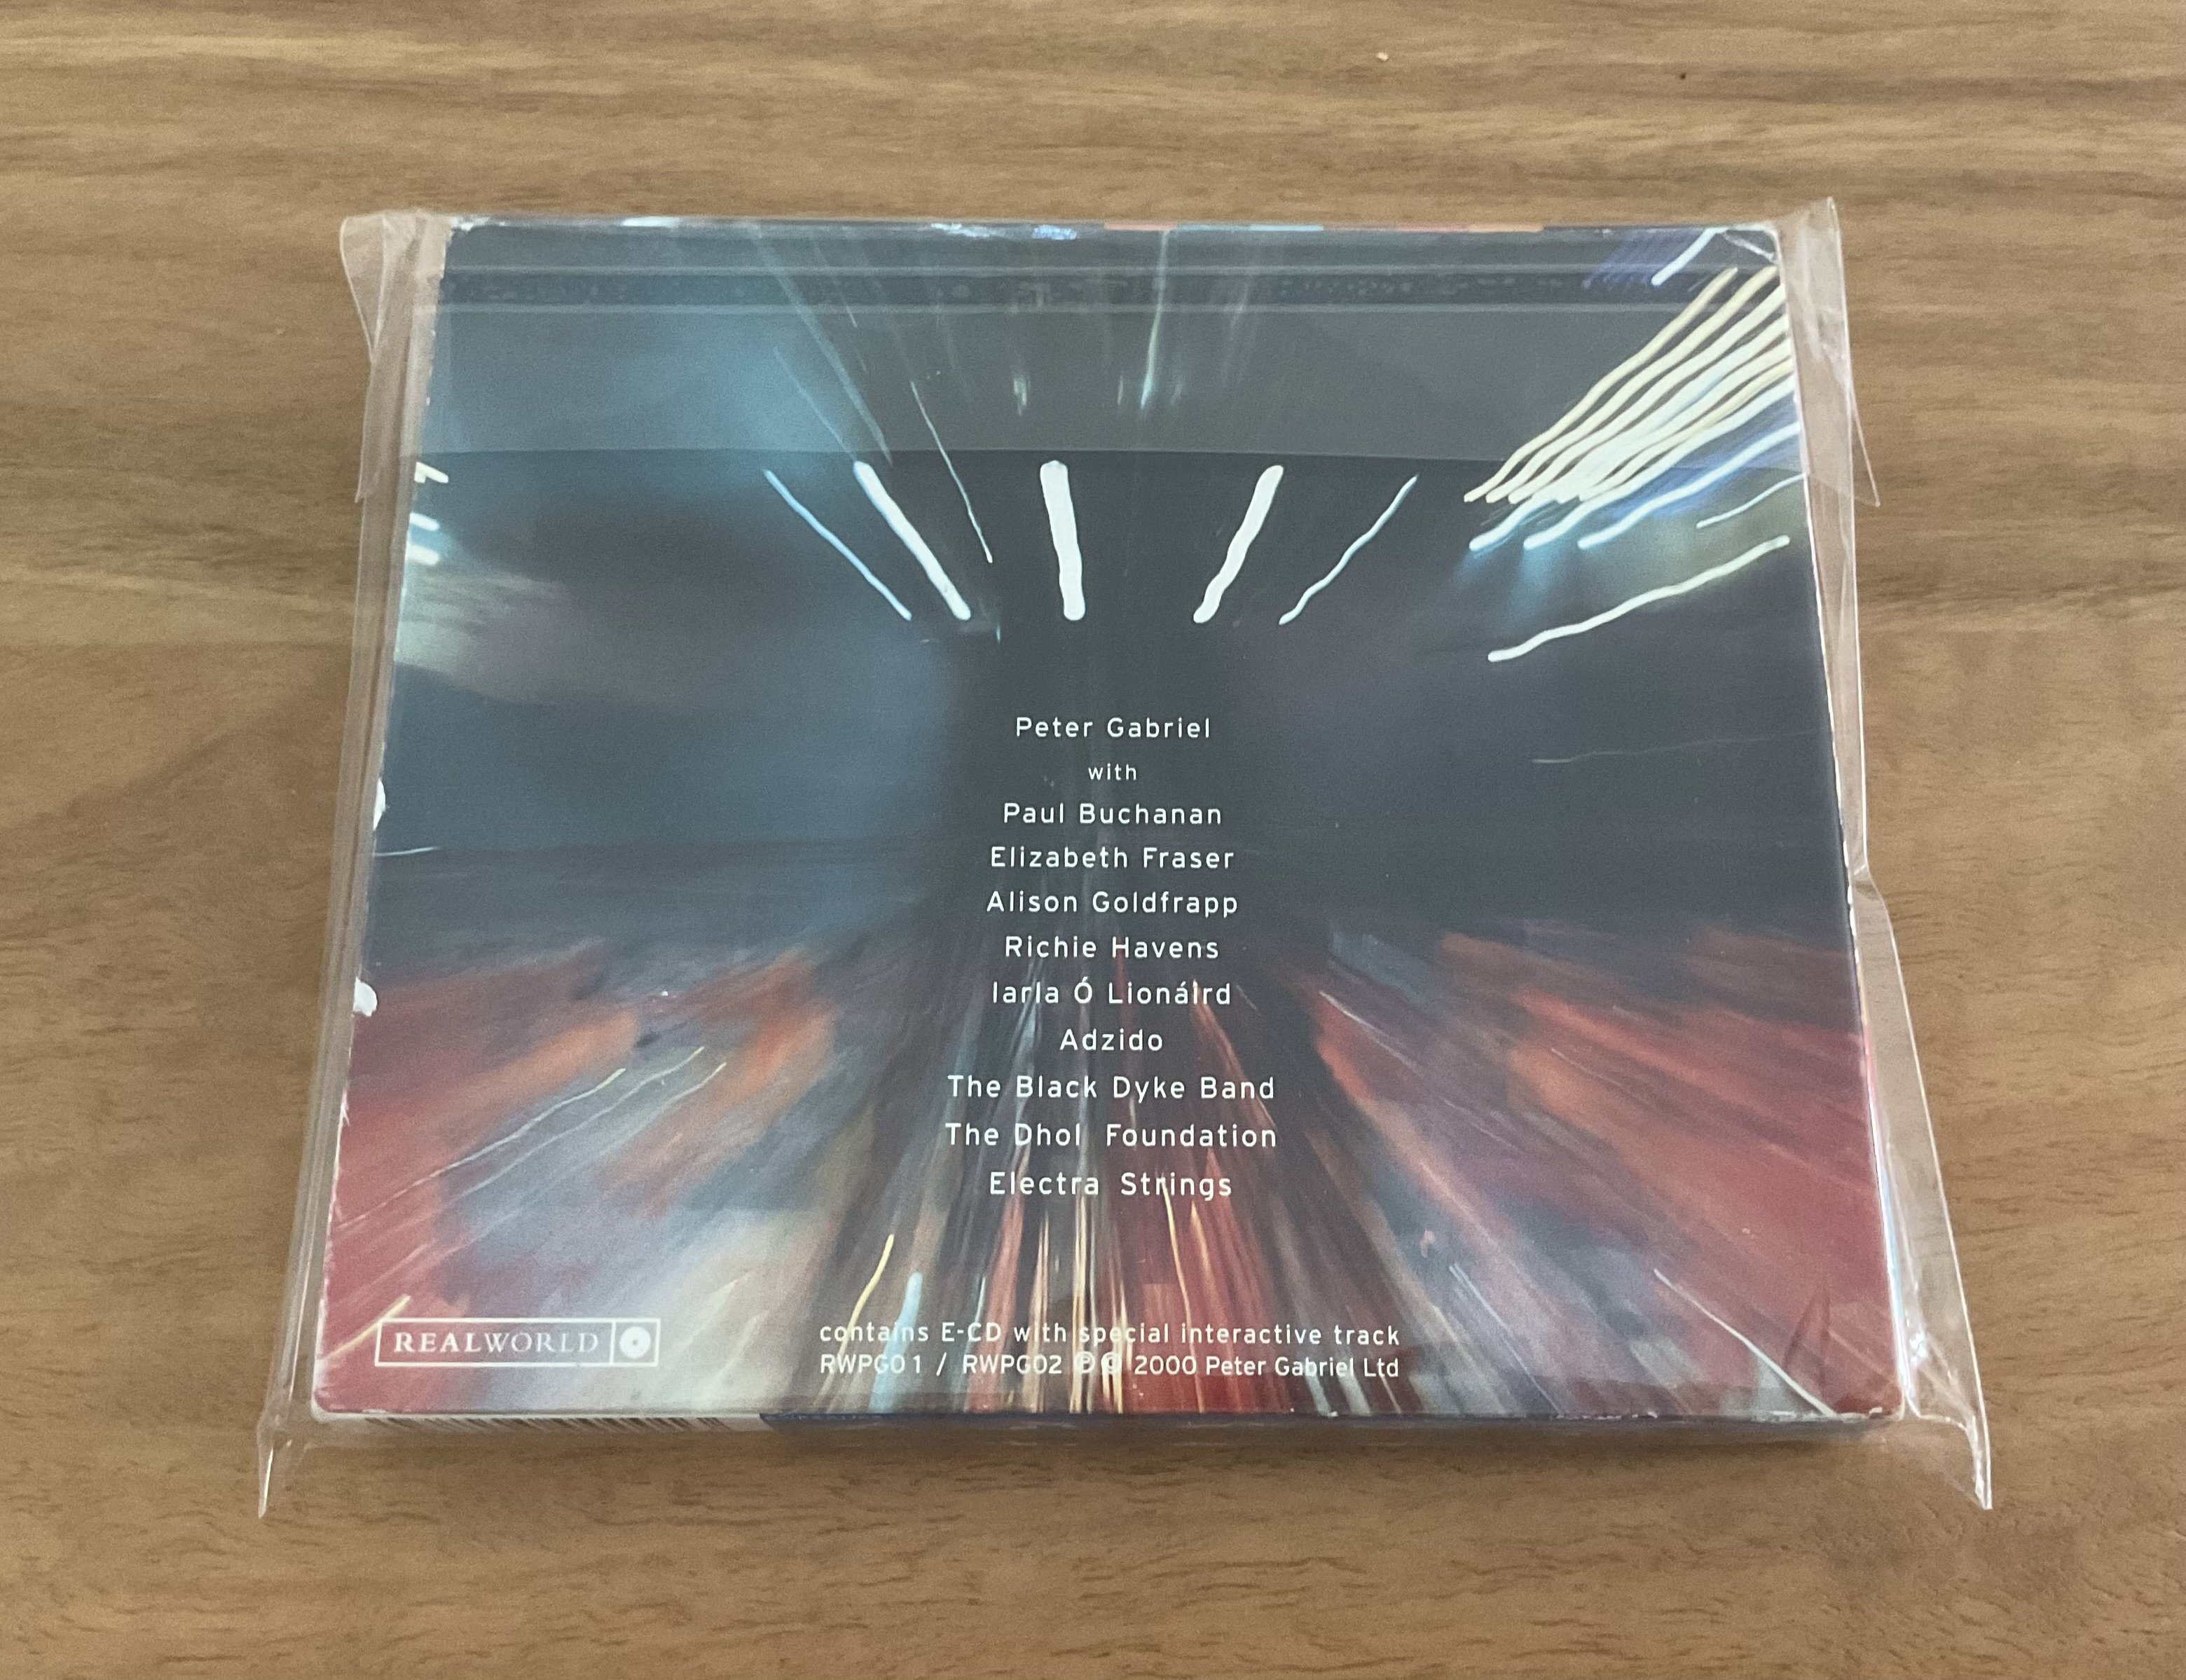 Peter Gabriel
with
Paul Buchanan
Elizabeth Fraser
Alison Goldfrapp
Richie Havens
Iarla Ó Lionáird
Adzido
The Black Dyke Band
The Dhol Foundation
Electra Strings
REALWORLD
contains E-CD with special interactive track
RWPG01 / RWPG02 ℗© 2000 Peter Gabriel Ltd